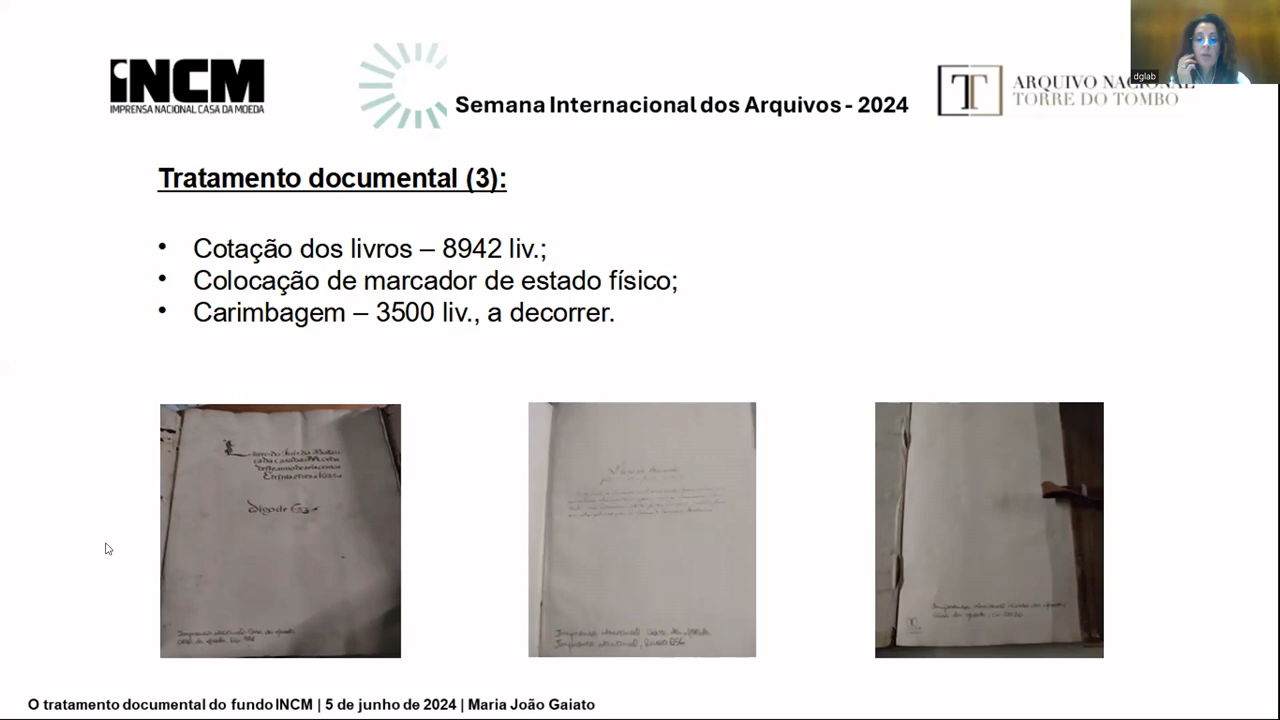 INCM
IMPRENSA NACIONAL CASA DA MOEDA
Semana Internacional dos Arquivos - 2024
T
ARQUIVO NACIONAL
TORRE DO TOMBO
dglab
Tratamento documental (3):
• Cotação dos livros – 8942 liv.;
• Colocação de marcador de estado físico;
• Carimbagem – 3500 liv., a decorrer.
O tratamento documental do fundo INCM | 5 de junho de 2024 | Maria João Gaiato